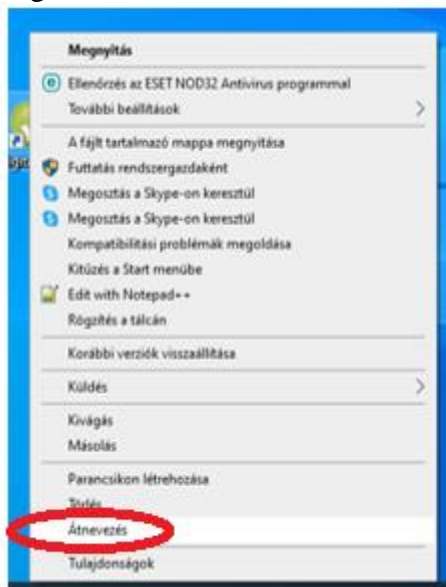 Megnyitás
Ellenőrzés az ESET NOD32 Antivirus programmal
További beállítások
A fájlt tartalmazó mappa megnyitása
Futtatás rendszergazdaként
Megosztás a Skype-on keresztül
Megosztás a Skype-on keresztül
Kompatibilitási problémák megoldása
Kitűzés a Start menübe
Edit with Notepad++
Rögzítés a tálcán
Korábbi verziók visszaállítása
Küldés
Kivágás
Másolás
Parancsikon létrehozása
Törlés
Átnevezés
Tulajdonságok